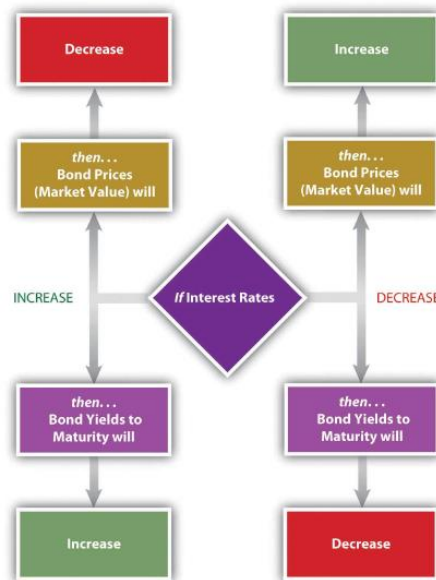 Decrease
Increase
then...
Bond Prices
(Market Value) will
then...
Bond Prices
(Market Value) will
INCREASE
If Interest Rates
DECREASE
then...
Bond Yields to
Maturity will
then...
Bond Yields to
Maturity will
Increase
Decrease